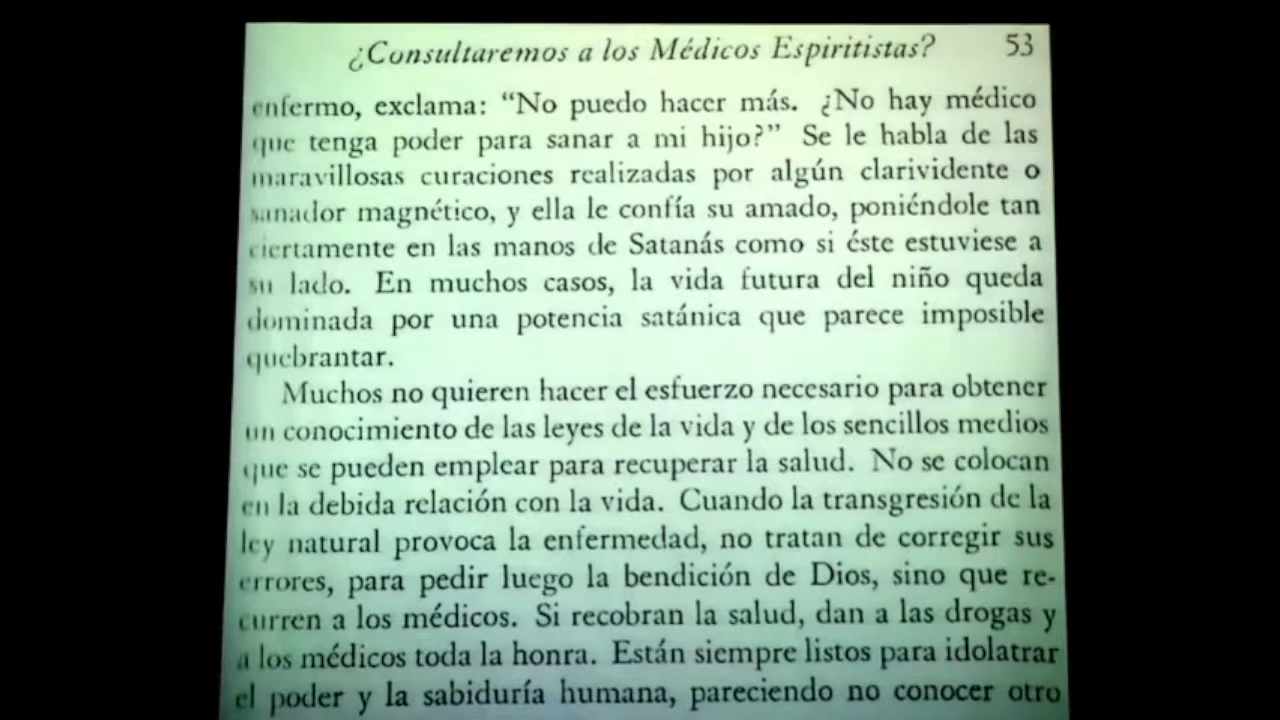 ¿Consultaremos a los Médicos Espiritistas? 53
enfermo, exclama: “No puedo hacer más. ¿No hay médico
que tenga poder para sanar a mi hijo?” Se le habla de las
maravillosas curaciones realizadas por algún clarividente o
sanador magnético, y ella le confía su amado, poniéndole tan
ciertamente en las manos de Satanás como si éste estuviese a
su lado. En muchos casos, la vida futura del niño queda
dominada por una potencia satánica que parece imposible
quebrantar.
Muchos no quieren hacer el esfuerzo necesario para obtener
un conocimiento de las leyes de la vida y de los sencillos medios
que se pueden emplear para recuperar la salud. No se colocan
en la debida relación con la vida. Cuando la transgresión de la
ley natural provoca la enfermedad, no tratan de corregir sus
errores, para pedir luego la bendición de Dios, sino que re-
curren a los médicos. Si recobran la salud, dan a las drogas y
a los médicos toda la honra. Están siempre listos para idolatrar
el poder y la sabiduría humana, pareciendo no conocer otro